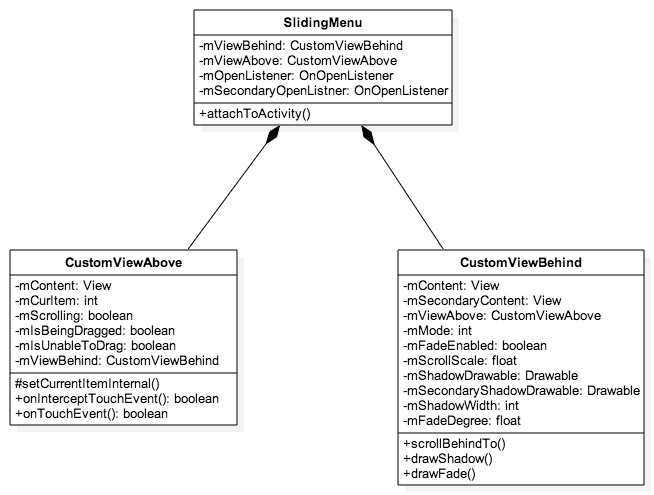 SlidingMenu
-mViewBehind: CustomViewBehind
-mViewAbove: CustomViewAbove
-mOpenListener: OnOpenListener
-mSecondaryOpenListner: OnOpenListener
+attachToActivity()
CustomViewAbove
-mContent: View
-mCurItem: int
-mScrolling: boolean
-mIsBeingDragged: boolean
-mIsUnableToDrag: boolean
-mViewBehind: CustomViewBehind
#setCurrentItemInternal()
+onInterceptTouchEvent(): boolean
+onTouchEvent(): boolean
CustomViewBehind
-mContent: View
-mSecondaryContent: View
-mViewAbove: CustomViewAbove
-mMode: int
-mFadeEnabled: boolean
-mScrollScale: float
-mShadowDrawable: Drawable
-mSecondaryShadowDrawable: Drawable
-mShadowWidth: int
-mFadeDegree: float
+scrollBehindTo()
+drawShadow()
+drawFade()